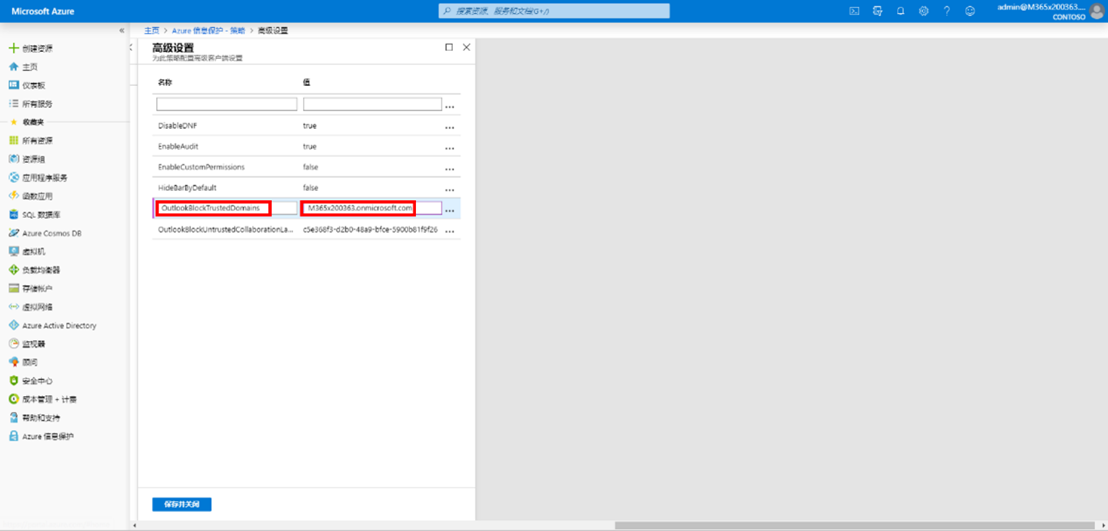 Microsoft Azure
搜索资源、服务和文档(G+/)
admin@M365x200363....
CONTOSO
主页 > Azure 信息保护 - 策略 > 高级设置
创建资源
主页
仪表板
所有服务
收藏夹
所有资源
资源组
应用程序服务
函数应用
SQL 数据库
Azure Cosmos DB
虚拟机
负载均衡器
存储帐户
虚拟网络
Azure Active Directory
监视器
顾问
安全中心
成本管理 + 计费
帮助和支持
Azure 信息保护
高级设置
为此策略配置高级客户端设置
名称 值
DisableDNF true
EnableAudit true
EnableCustomPermissions false
HideBarByDefault false
OutlookBlockTrustedDomains M365x200363.onmicrosoft.com
OutlookBlockUntrustedCollaborationLa... c5e368f3-d2b0-48a9-bfce-5900b81f9f26
保存并关闭